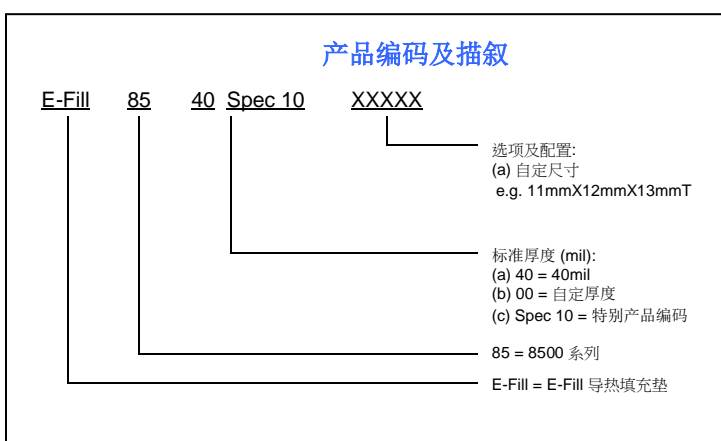 产品编码及描叙
E-Fill 85 40 Spec 10 XXXXX
选项及配置:
(a) 自定尺寸
e.g. 11mmX12mmX13mmT
标准厚度 (mil):
(a) 40 = 40mil
(b) 00 = 自定厚度
(c) Spec 10 = 特别产品编码
85 = 8500 系列
E-Fill = E-Fill 导热填充垫